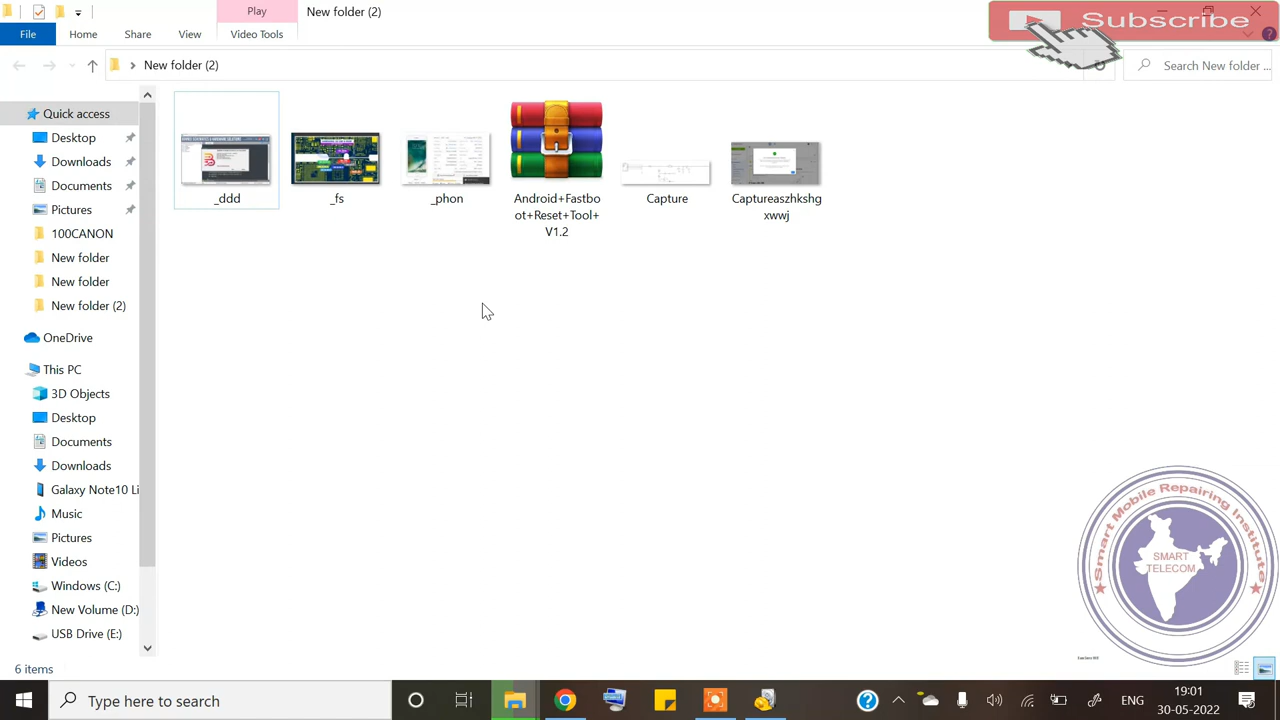 Play
New folder (2)
Subscribe
File
Home
Share
View
Video Tools
New folder (2)
Search New folder ...
Quick access
Desktop
Downloads
Documents
Pictures
100CANON
New folder
New folder
New folder (2)
OneDrive
This PC
3D Objects
Desktop
Documents
Downloads
Galaxy Note10 Li
Music
Pictures
Videos
Windows (C:)
New Volume (D:)
USB Drive (E:)
_ddd
_fs
_phon
Android+Fastbo
ot+Reset+Tool+
V1.2
Capture
Captureaszhkshg
xwwj
Smart Mobile Repairing Institute
SMART
TELECOM
6 items
Type here to search
ENG
19:01
30-05-2022